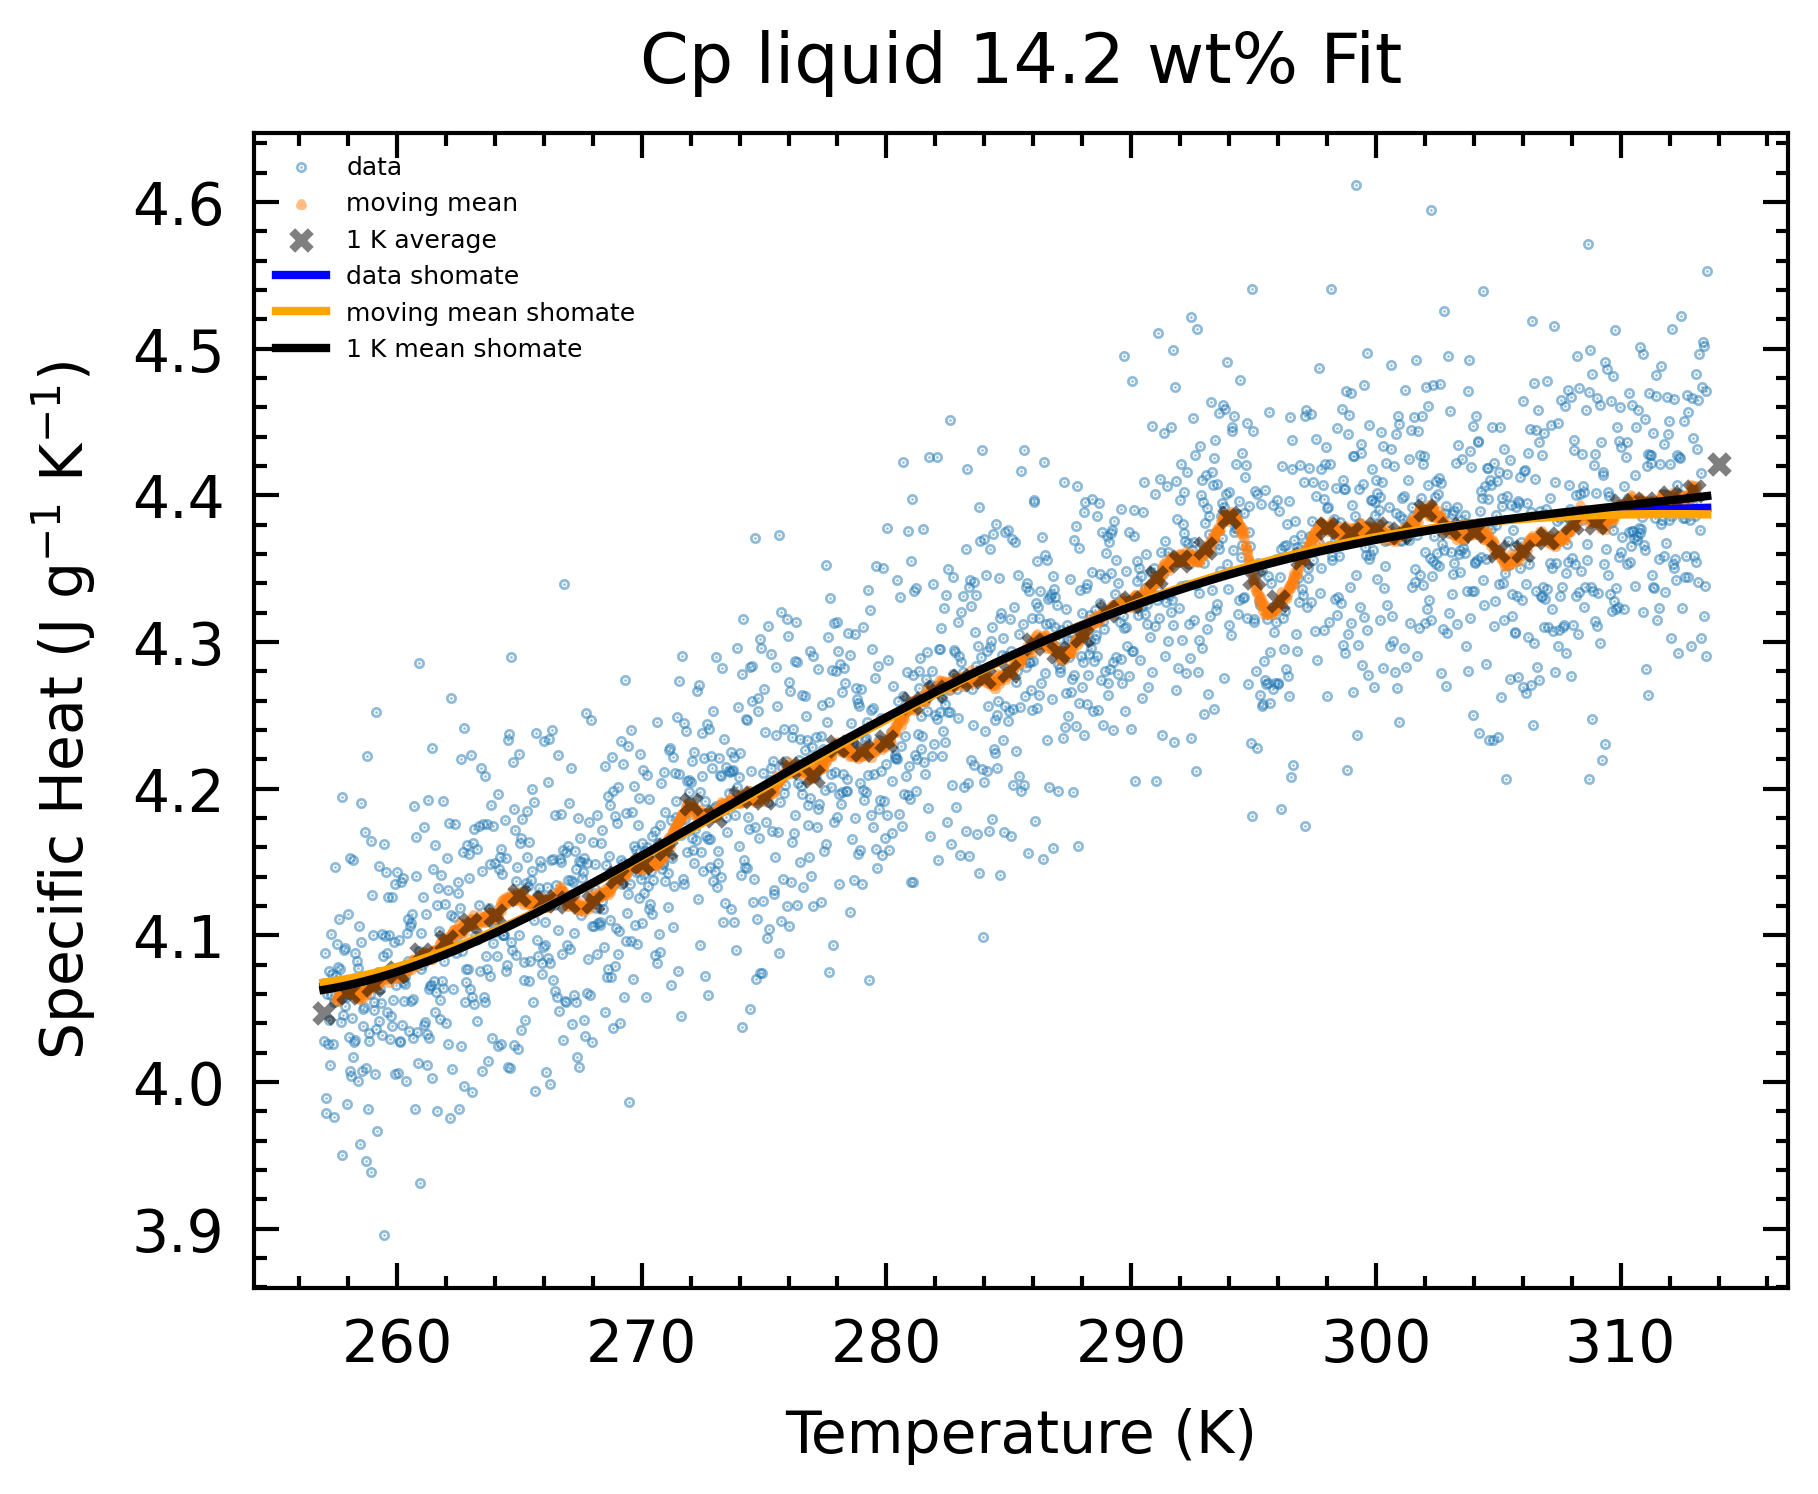 Cp liquid 14.2 wt% Fit
data
moving mean
1 K average
data shomate
moving mean shomate
1 K mean shomate
4.6
4.5
4.4
4.3
4.2
4.1
4.0
3.9
Specific Heat (J g⁻¹ K⁻¹)
260 270 280 290 300 310
Temperature (K)